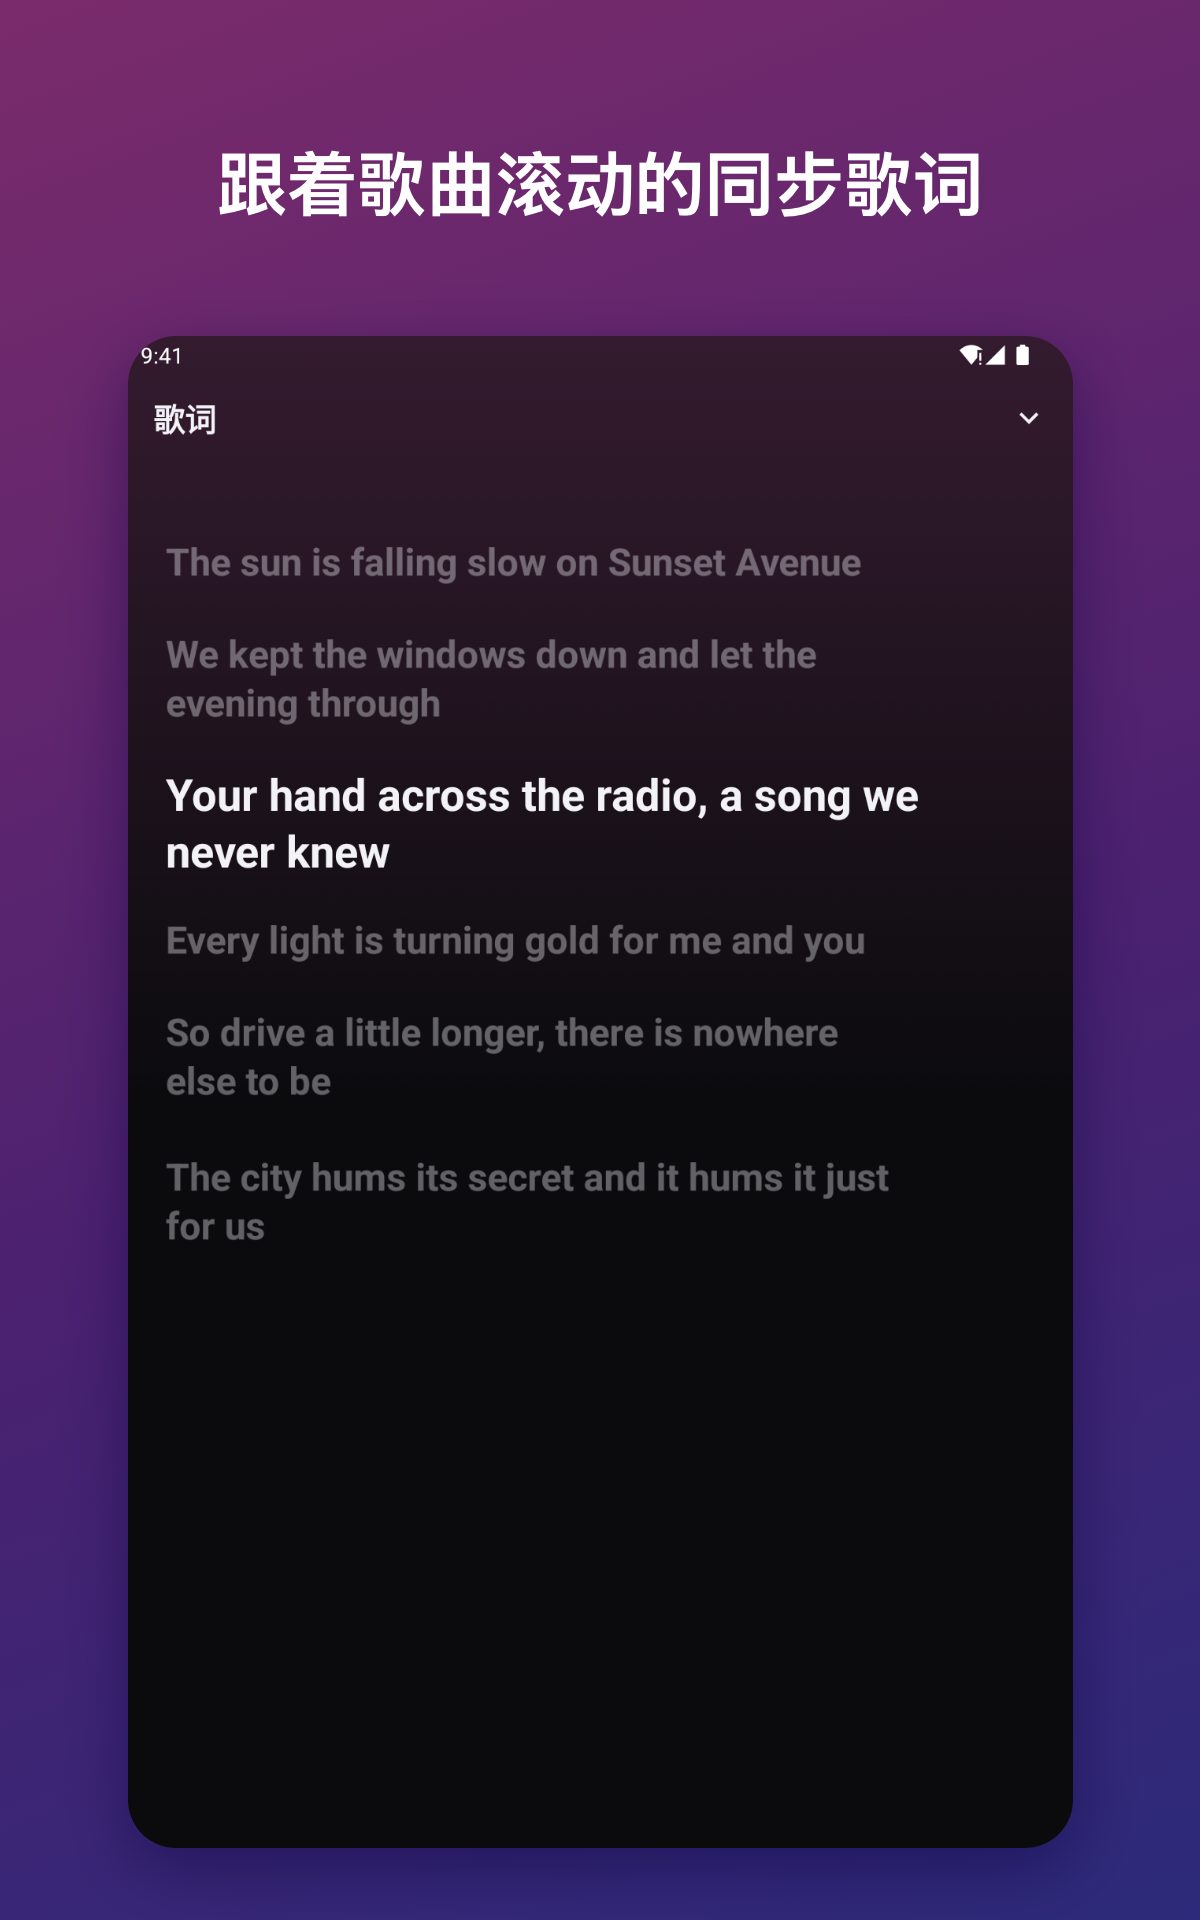 跟着歌曲滚动的同步歌词
9:41
歌词
The sun is falling slow on Sunset Avenue
We kept the windows down and let the
evening through
Your hand across the radio, a song we
never knew
Every light is turning gold for me and you
So drive a little longer, there is nowhere
else to be
The city hums its secret and it hums it just
for us